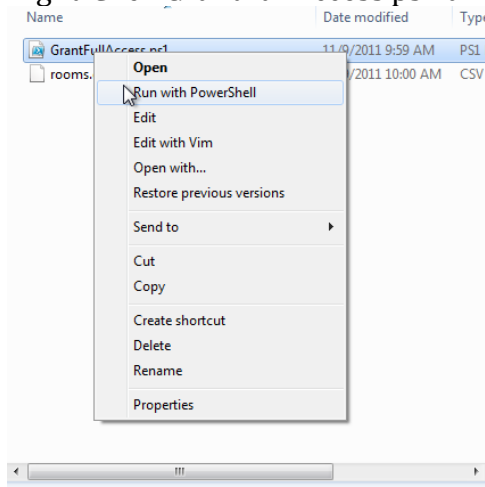 Name Date modified Type
GrantFullAccess.ps1 11/9/2011 9:59 AM PS1
rooms. /2011 10:00 AM CSV
Open
Run with PowerShell
Edit
Edit with Vim
Open with...
Restore previous versions
Send to
Cut
Copy
Create shortcut
Delete
Rename
Properties